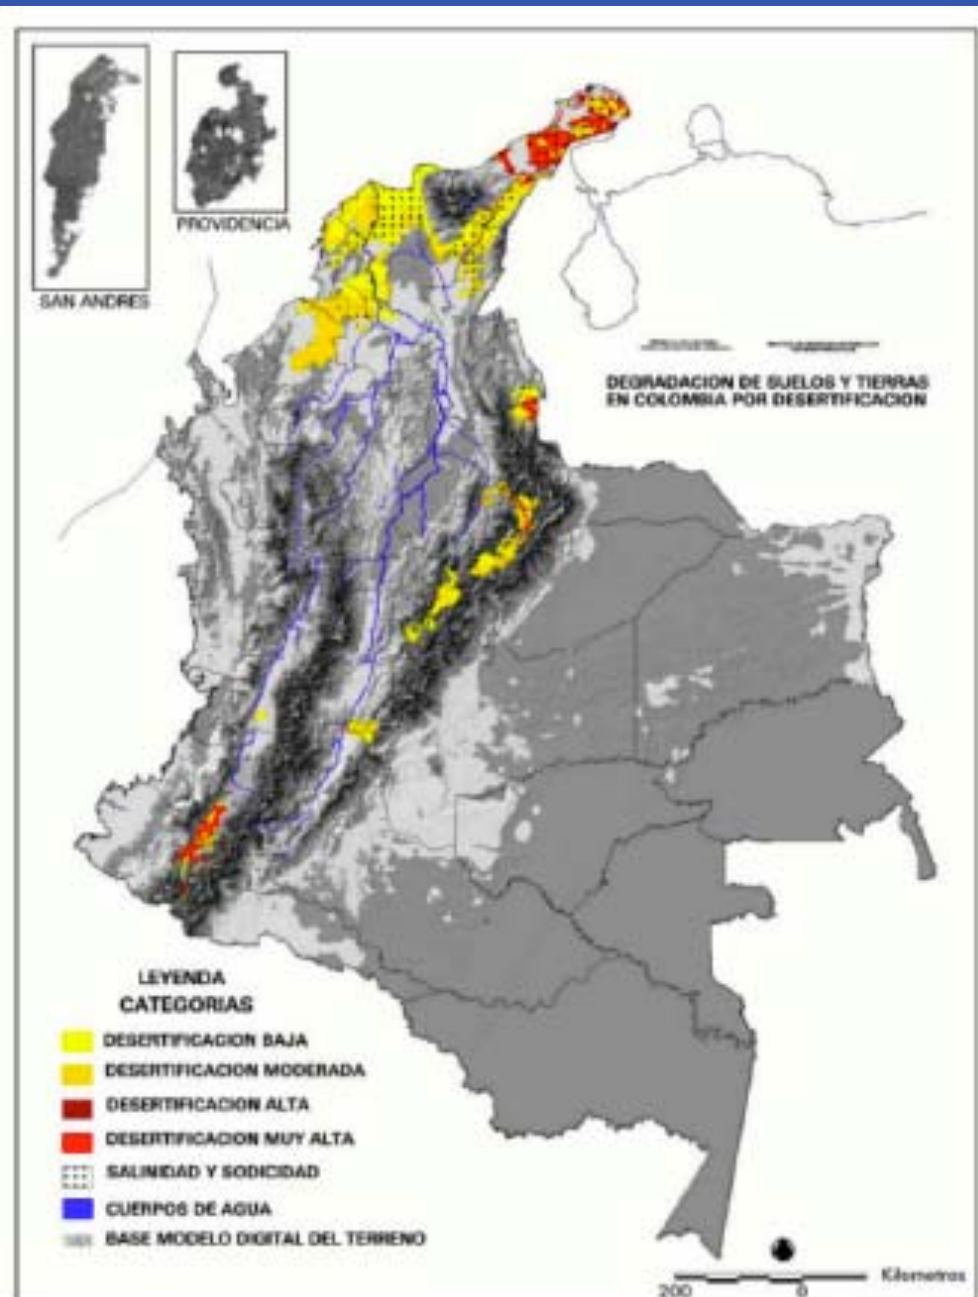 SAN ANDRES
PROVIDENCIA
DEGRADACION DE SUELOS Y TIERRAS
EN COLOMBIA POR DESERTIFICACION
LEYENDA
CATEGORIAS
DESERTIFICACION BAJA
DESERTIFICACION MODERADA
DESERTIFICACION ALTA
DESERTIFICACION MUY ALTA
SALINIDAD Y SODICIDAD
CUERPOS DE AGUA
BASE MODELO DIGITAL DEL TERRENO
Kilometros
200 0